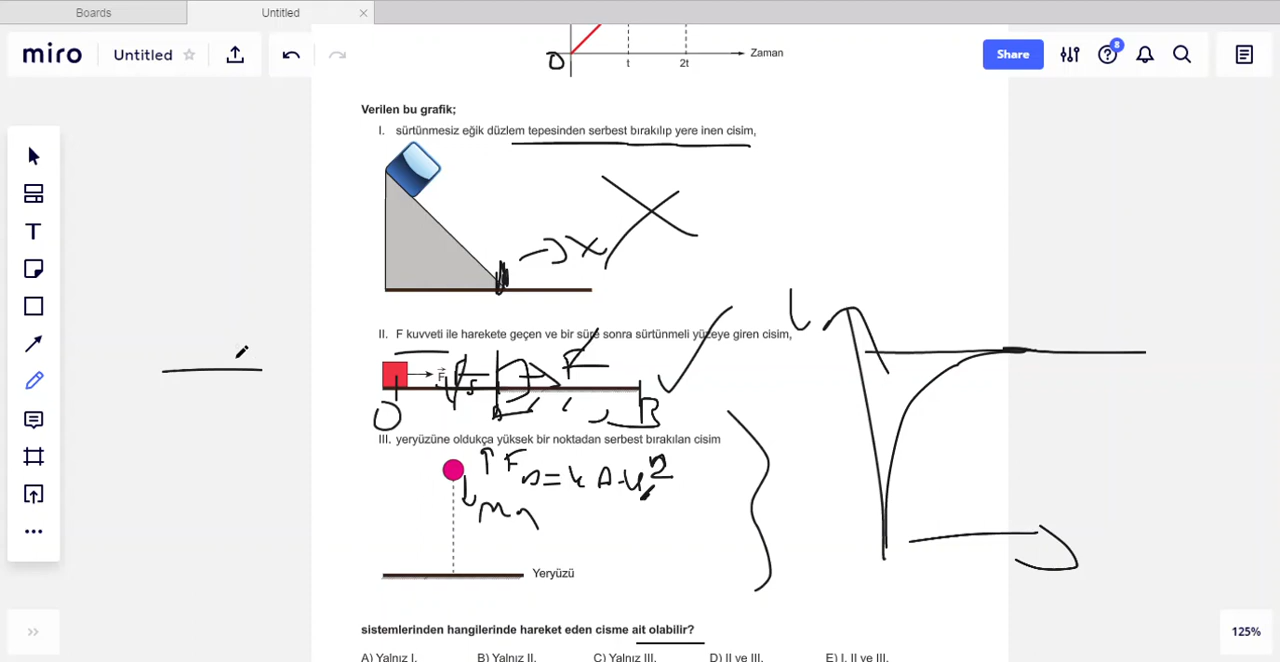 Boards
Untitled
miro
Untitled
Share
8
O
t
2t
Zaman
Verilen bu grafik;
I. sürtünmesiz eğik düzlem tepesinden serbest bırakılıp yere inen cisim,
II. F kuvveti ile harekete geçen ve bir süre sonra sürtünmeli yüzeye giren cisim,
F
F
O
B
III. yeryüzüne oldukça yüksek bir noktadan serbest bırakılan cisim
Yeryüzü
sistemlerinden hangilerinde hareket eden cisme ait olabilir?
A) Yalnız I.
B) Yalnız II.
C) Yalnız III.
D) II ve III.
E) I, II ve III.
125%